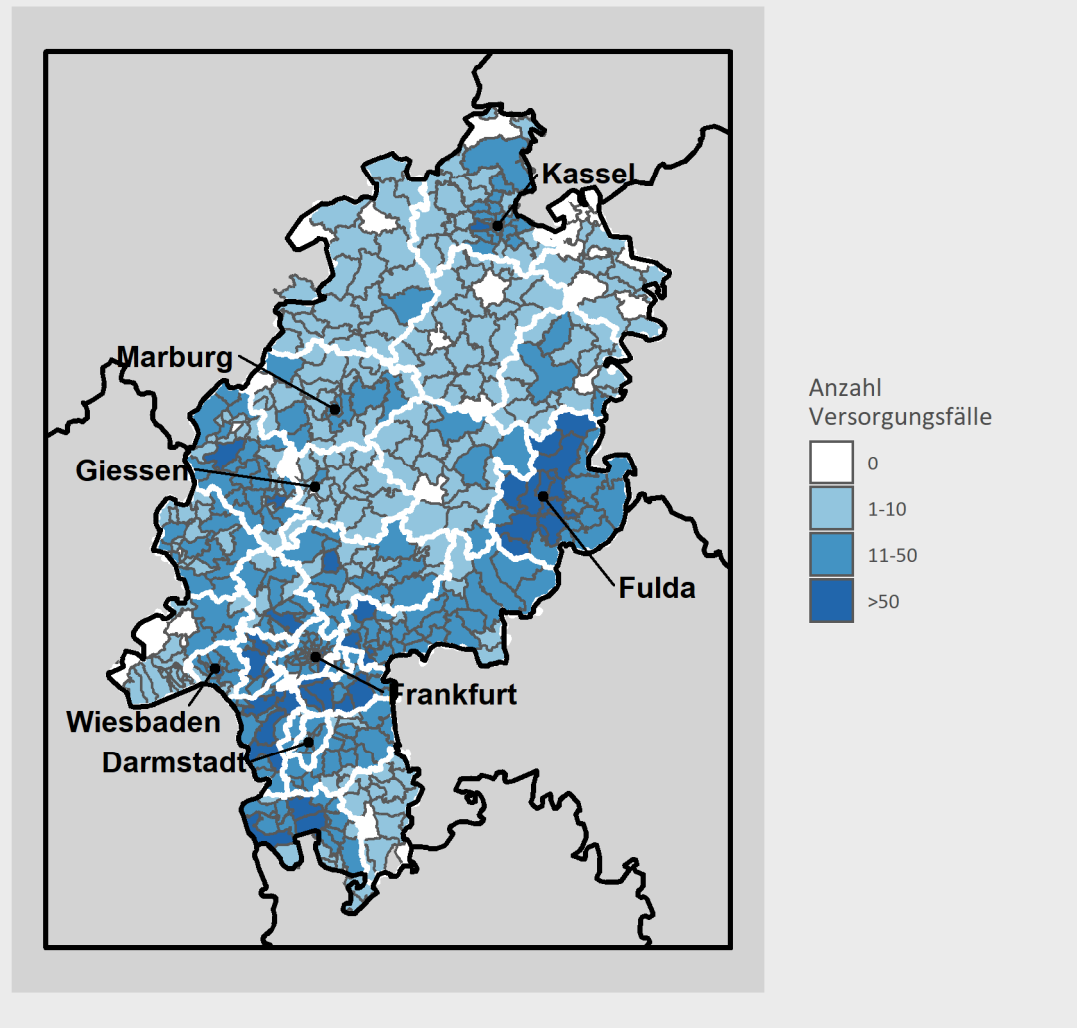 Kassel
Marburg
Giessen
Fulda
Frankfurt
Wiesbaden
Darmstadt
Anzahl
Versorgungsfälle
0
1-10
11-50
>50